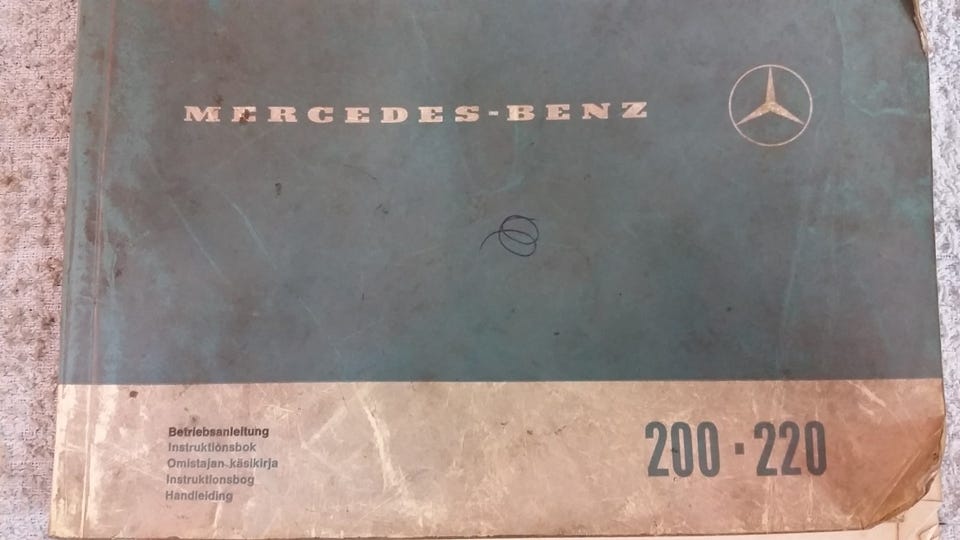 MERCEDES-BENZ
Betriebsanleitung
Instruktionsbok
Omistajan käsikirja
Instruktionsbog
Handleiding
200 · 220